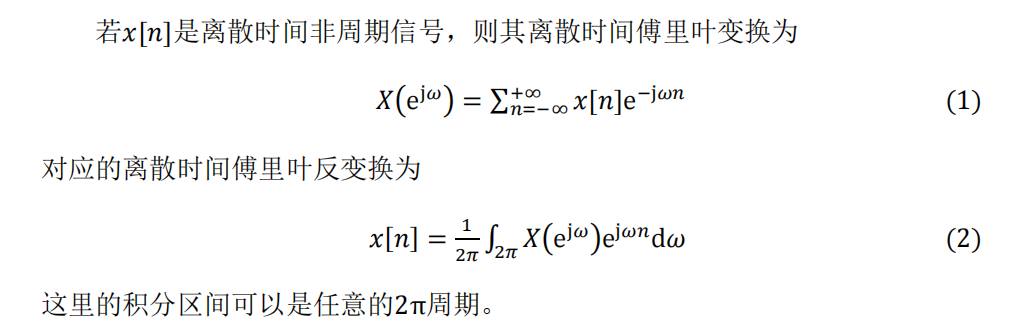 若x[n]是离散时间非周期信号，则其离散时间傅里叶变换为
X(e^{jω}) = ∑_{n=−∞}^{+∞} x[n]e^{−jωn} (1)
对应的离散时间傅里叶反变换为
x[n] = \frac{1}{2π} ∫_{2π} X(e^{jω})e^{jωn}dω (2)
这里的积分区间可以是任意的2π周期。